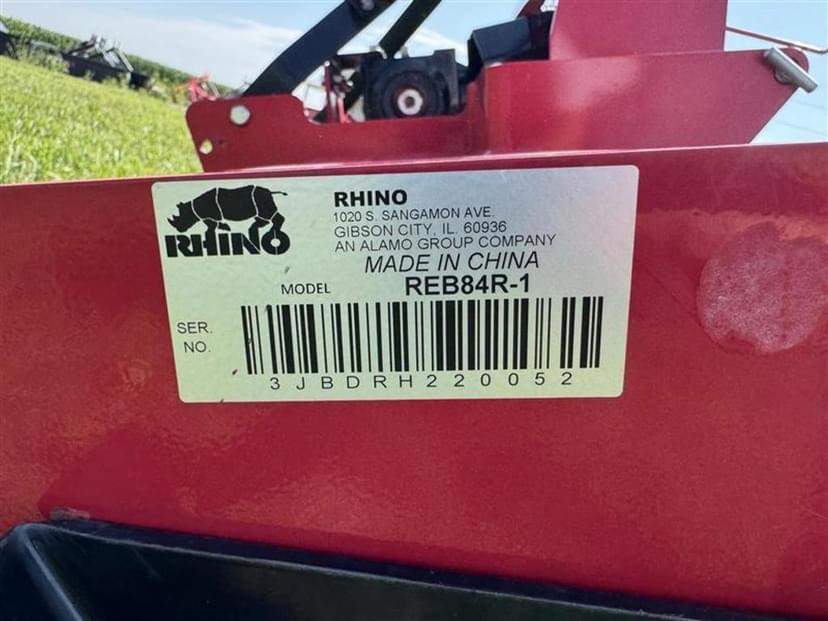 RHINO
RHINO
1020 S. SANGAMON AVE.
GIBSON CITY, IL. 60936
AN ALAMO GROUP COMPANY
MADE IN CHINA
MODEL REB84R-1
SER.
NO.
3JBDRH220052